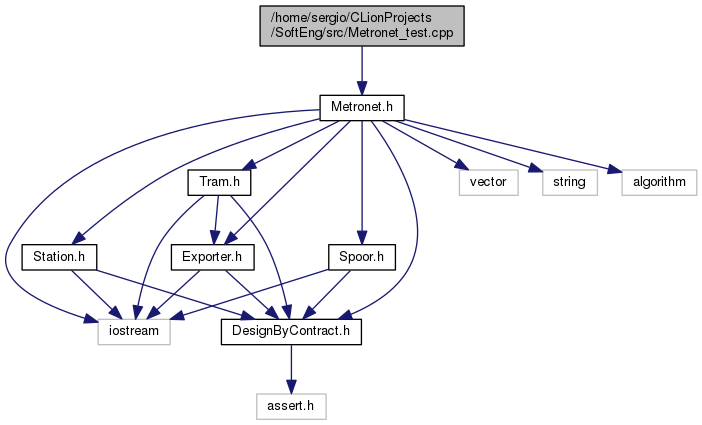 /home/sergio/CLionProjects
/SoftEng/src/Metronet_test.cpp
Metronet.h
Tram.h
vector
string
algorithm
Station.h
Exporter.h
Spoor.h
iostream
DesignByContract.h
assert.h